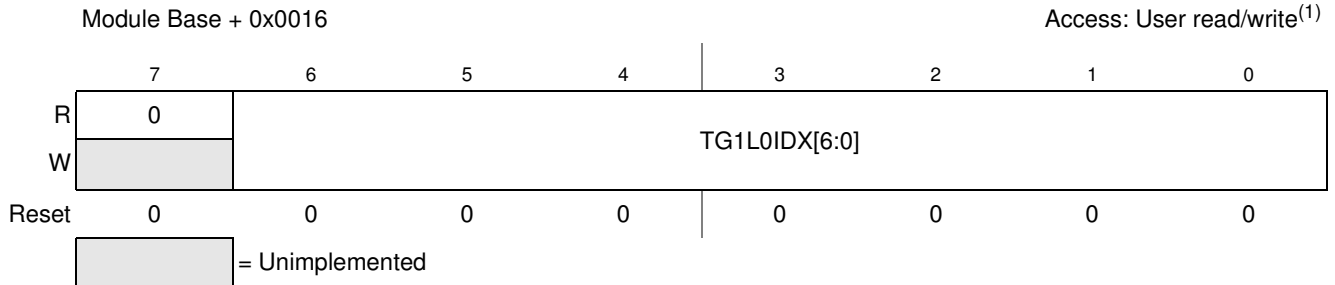 Module Base + 0x0016 Access: User read/write(1)
7 6 5 4 3 2 1 0
R 0
TG1L0IDX[6:0]
W
Reset 0 0 0 0 0 0 0 0
= Unimplemented